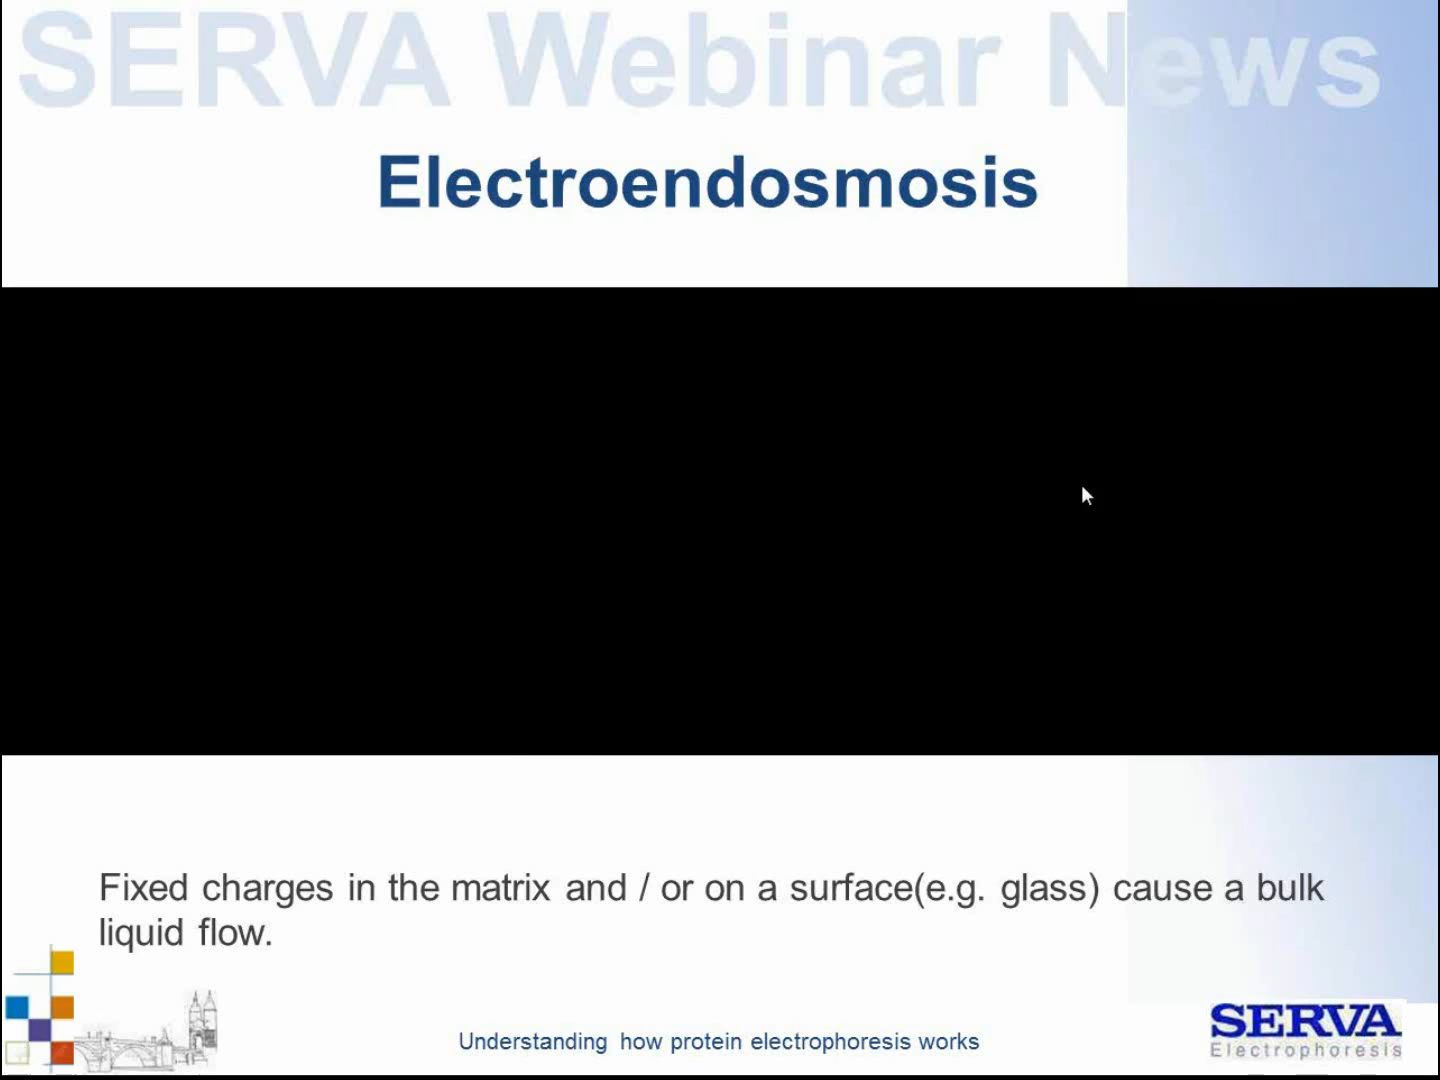 SERVA Webinar News
Electroendosmosis
Fixed charges in the matrix and / or on a surface(e.g. glass) cause a bulk
liquid flow.
Understanding how protein electrophoresis works
SERVA
Electrophoresis